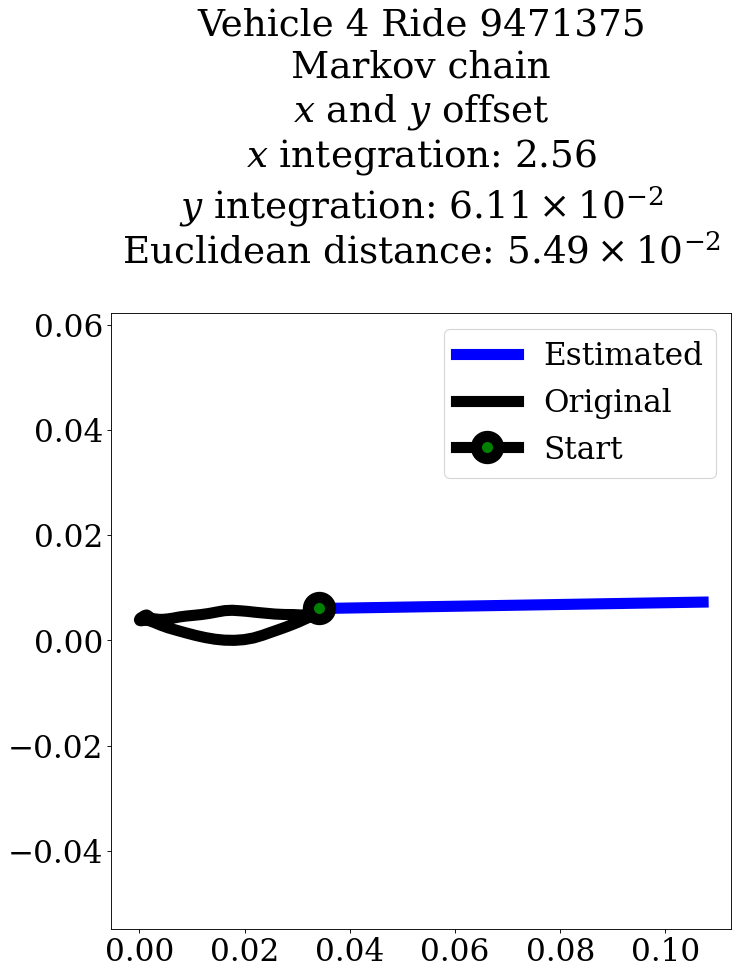 Vehicle 4 Ride 9471375
Markov chain
x and y offset
x integration: 2.56
y integration: 6.11 × 10⁻²
Euclidean distance: 5.49 × 10⁻²
Estimated
Original
Start
0.06
0.04
0.02
0.00
−0.02
−0.04
0.00 0.02 0.04 0.06 0.08 0.10